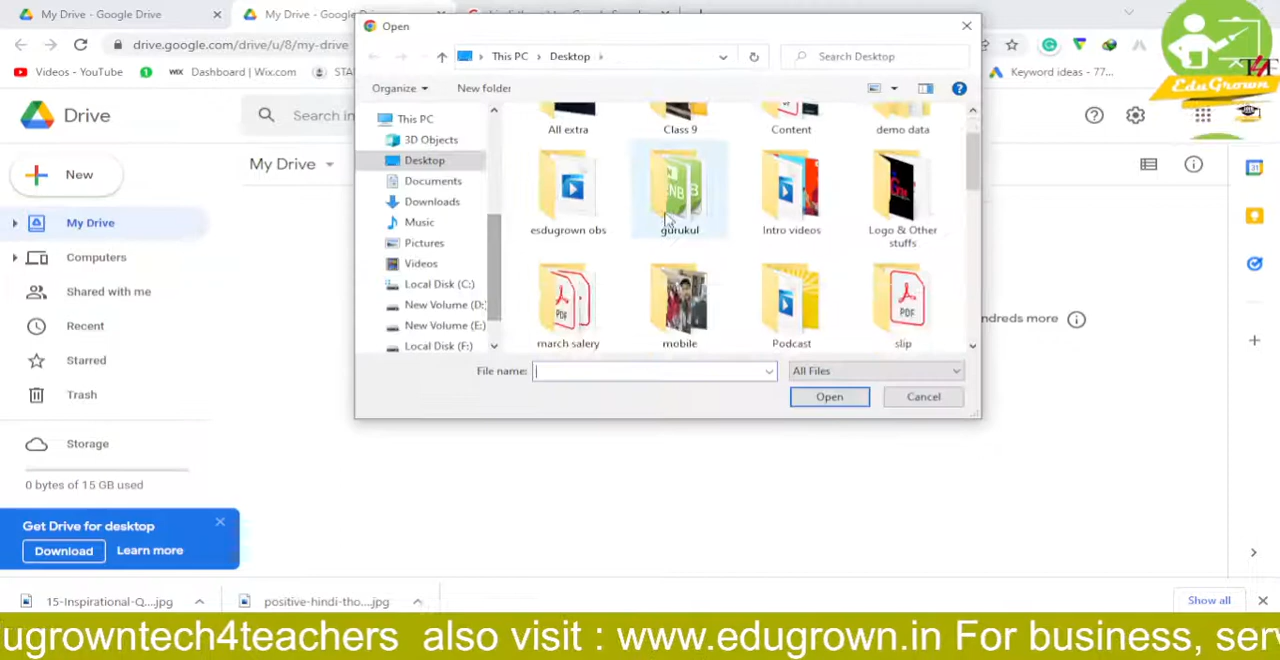 My Drive - Google Drive
My Drive - Goog
Open
drive.google.com/drive/u/8/my-drive
This PC > Desktop >
Search Desktop
Videos - YouTube
Dashboard | Wix.com
STA
Keyword ideas - 77...
EduGrown
Organize
New folder
Drive
Search in
This PC
3D Objects
Desktop
Documents
Downloads
Music
Pictures
Videos
Local Disk (C:)
New Volume (D:)
New Volume (E:)
Local Disk (F:)
All extra
Class 9
Content
demo data
esdugrown obs
gurukul
Intro videos
Logo & Other
stuffs
march salery
mobile
Podcast
slip
File name:
All Files
Open
Cancel
New
My Drive
My Drive
Computers
Shared with me
Recent
Starred
Trash
Storage
0 bytes of 15 GB used
ndreds more
Get Drive for desktop
Download
Learn more
15-Inspirational-Q....jpg
positive-hindi-tho....jpg
Show all
ugrowntech4teachers also visit : www.edugrown.in For business, ser